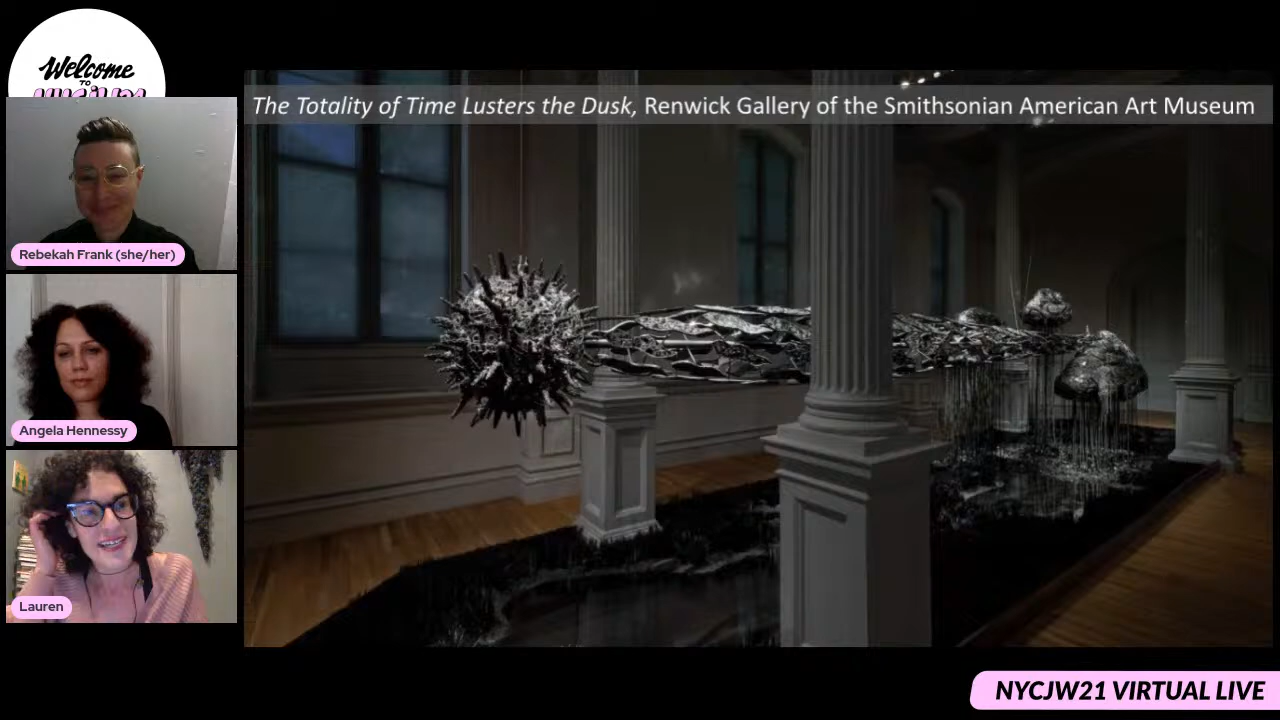 Welcome
TO
The Totality of Time Lusters the Dusk, Renwick Gallery of the Smithsonian American Art Museum
Rebekah Frank (she/her)
Angela Hennessy
Lauren
NYCJW21 VIRTUAL LIVE